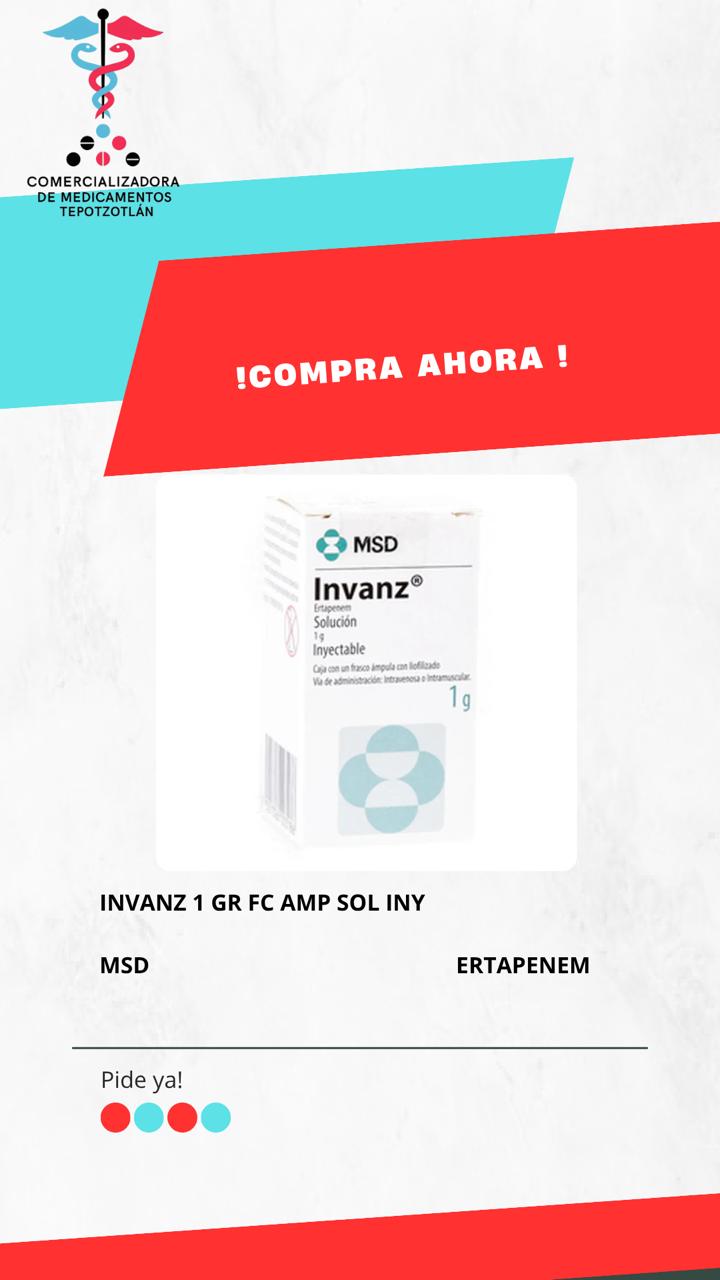 COMERCIALIZADORA
DE MEDICAMENTOS
TEPOTZOTLÁN
!COMPRA AHORA !
MSD
Invanz®
Ertapenem
Solución
1 g
Inyectable
Caja con un frasco ámpula con liofilizado
Vía de administración: Intravenosa o Intramuscular.
1 g
INVANZ 1 GR FC AMP SOL INY
MSD
ERTAPENEM
Pide ya!